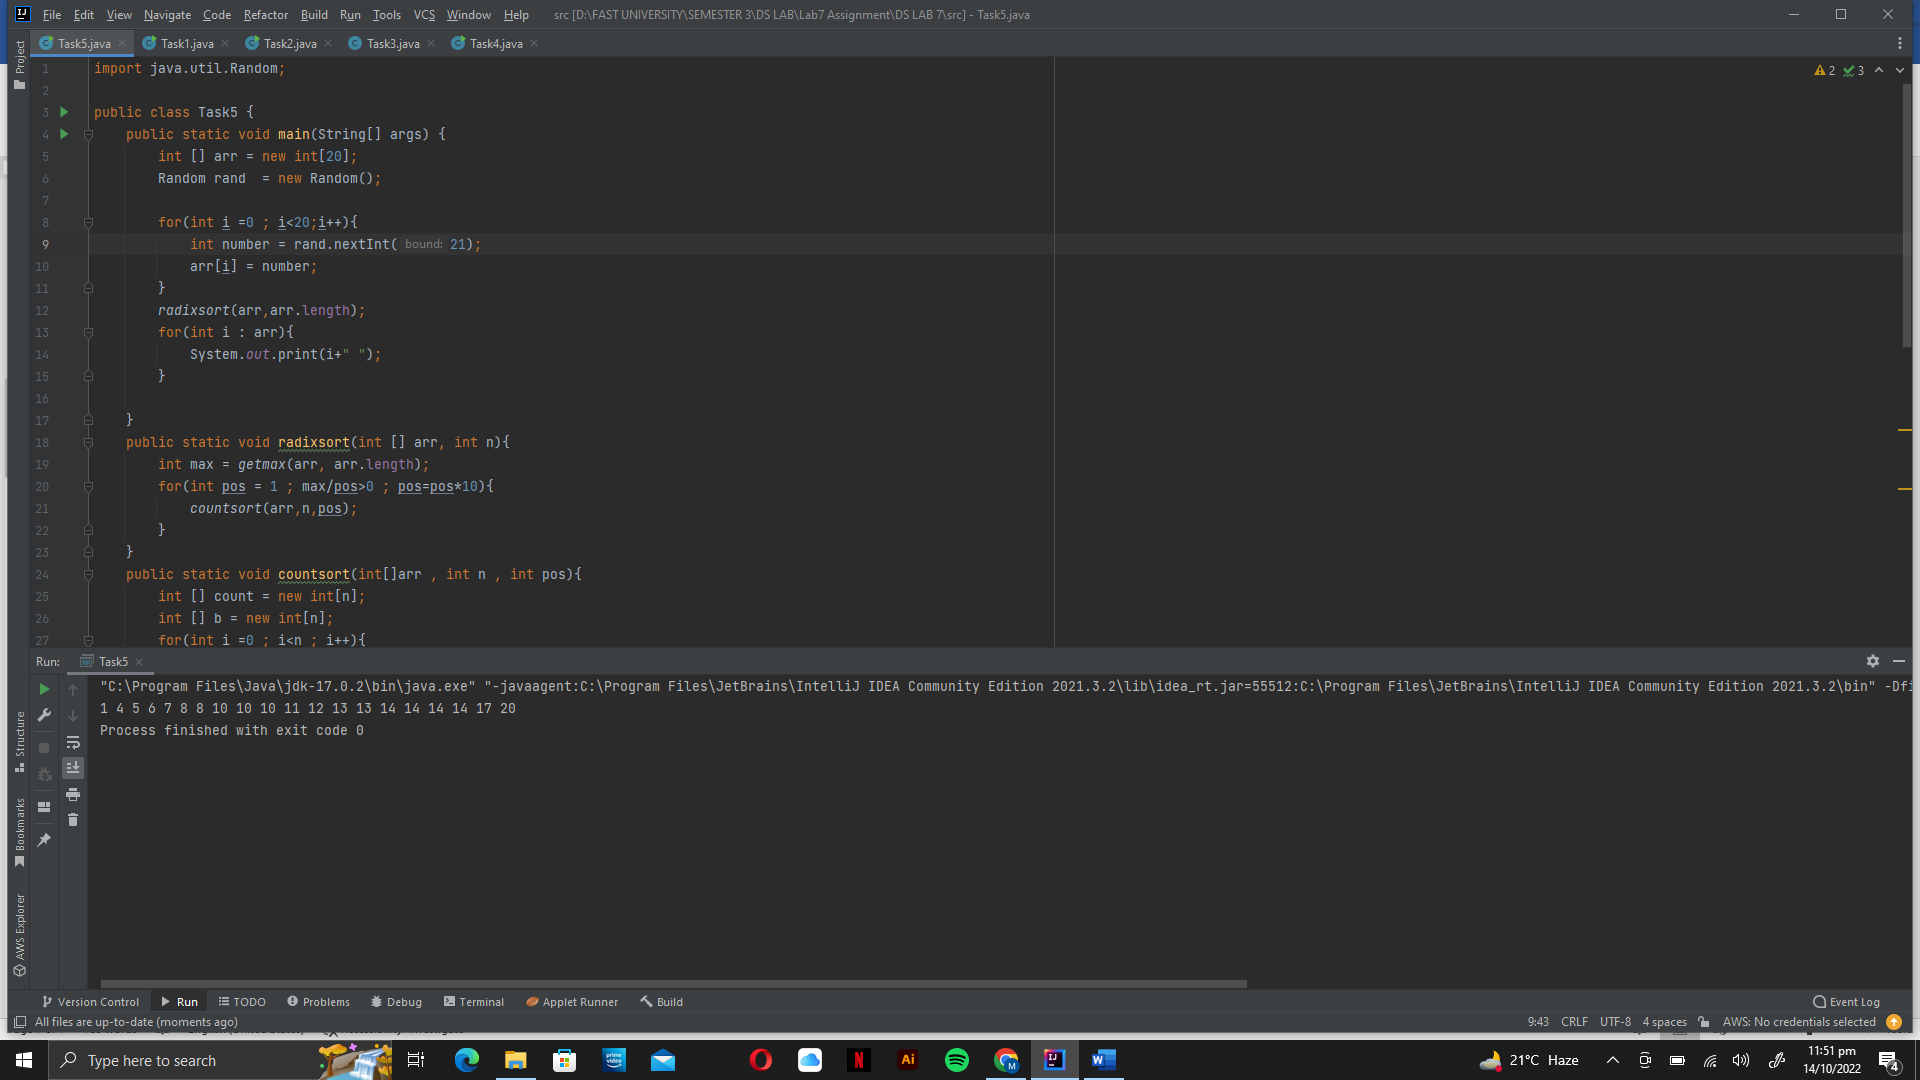 File Edit View Navigate Code Refactor Build Run Tools VCS Window Help src [D:\FAST UNIVERSITY\SEMESTER 3\DS LAB\Lab7 Assignment\DS LAB 7\src] - Task5.java
Task5.java Task1.java Task2.java Task3.java Task4.java
Project
2 3
1 import java.util.Random;
2
3 public class Task5 {
4 public static void main(String[] args) {
5 int [] arr = new int[20];
6 Random rand  = new Random();
7
8 for(int i =0 ; i<20;i++){
9 int number = rand.nextInt( bound: 21);
10 arr[i] = number;
11 }
12 radixsort(arr,arr.length);
13 for(int i : arr){
14 System.out.print(i+" ");
15 }
16
17 }
18 public static void radixsort(int [] arr, int n){
19 int max = getmax(arr, arr.length);
20 for(int pos = 1 ; max/pos>0 ; pos=pos*10){
21 countsort(arr,n,pos);
22 }
23 }
24 public static void countsort(int[]arr , int n , int pos){
25 int [] count = new int[n];
26 int [] b = new int[n];
27 for(int i =0 ; i<n ; i++){
Run: Task5
"C:\Program Files\Java\jdk-17.0.2\bin\java.exe" "-javaagent:C:\Program Files\JetBrains\IntelliJ IDEA Community Edition 2021.3.2\lib\idea_rt.jar=55512:C:\Program Files\JetBrains\IntelliJ IDEA Community Edition 2021.3.2\bin" -Dfi
1 4 5 6 7 8 8 10 10 10 11 12 13 13 14 14 14 14 17 20
Process finished with exit code 0
Structure
Bookmarks
AWS Explorer
Version Control Run TODO Problems Debug Terminal Applet Runner Build Event Log
All files are up-to-date (moments ago) 9:43 CRLF UTF-8 4 spaces AWS: No credentials selected
Type here to search prime video Ai M IJ W 21°C Haze 11:51 pm
14/10/2022 4